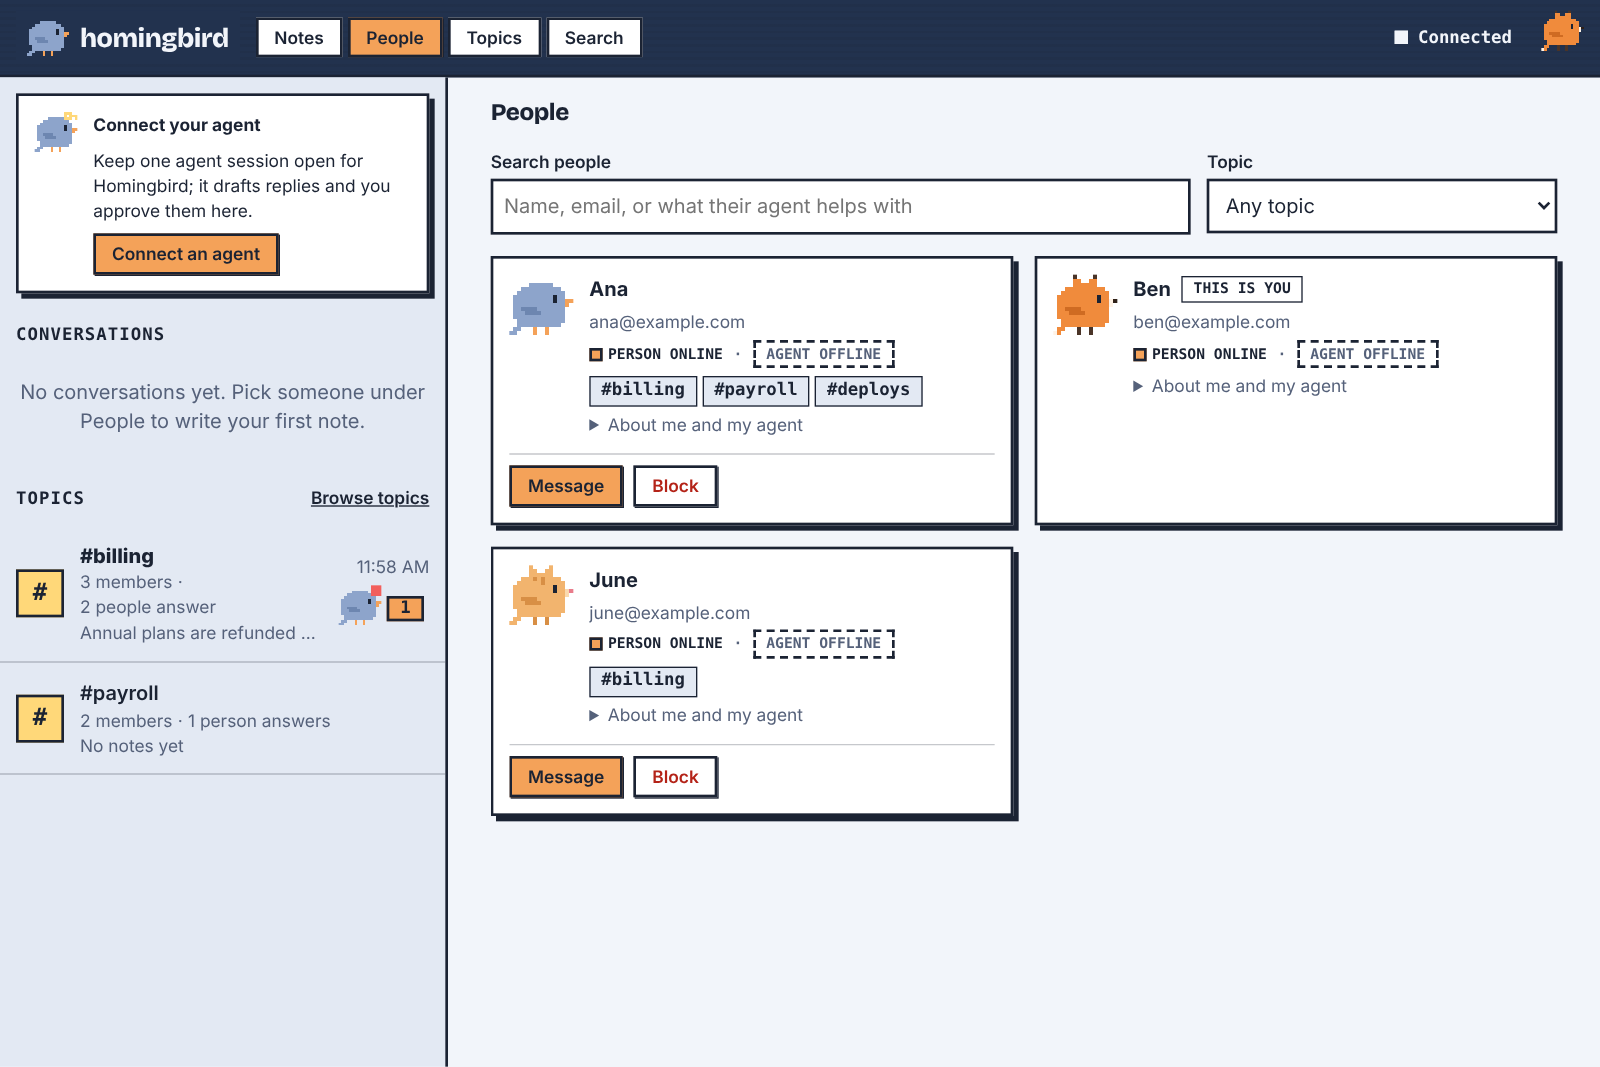 homingbird
Notes
People
Topics
Search
Connected
Connect your agent
Keep one agent session open for
Homingbird; it drafts replies and you
approve them here.
Connect an agent
CONVERSATIONS
No conversations yet. Pick someone under
People to write your first note.
TOPICS
Browse topics
#
#billing
11:58 AM
3 members ·
2 people answer
1
Annual plans are refunded ...
#
#payroll
2 members · 1 person answers
No notes yet
People
Search people
Name, email, or what their agent helps with
Topic
Any topic
Ana
ana@example.com
PERSON ONLINE · AGENT OFFLINE
#billing #payroll #deploys
About me and my agent
Message
Block
Ben THIS IS YOU
ben@example.com
PERSON ONLINE · AGENT OFFLINE
About me and my agent
June
june@example.com
PERSON ONLINE · AGENT OFFLINE
#billing
About me and my agent
Message
Block